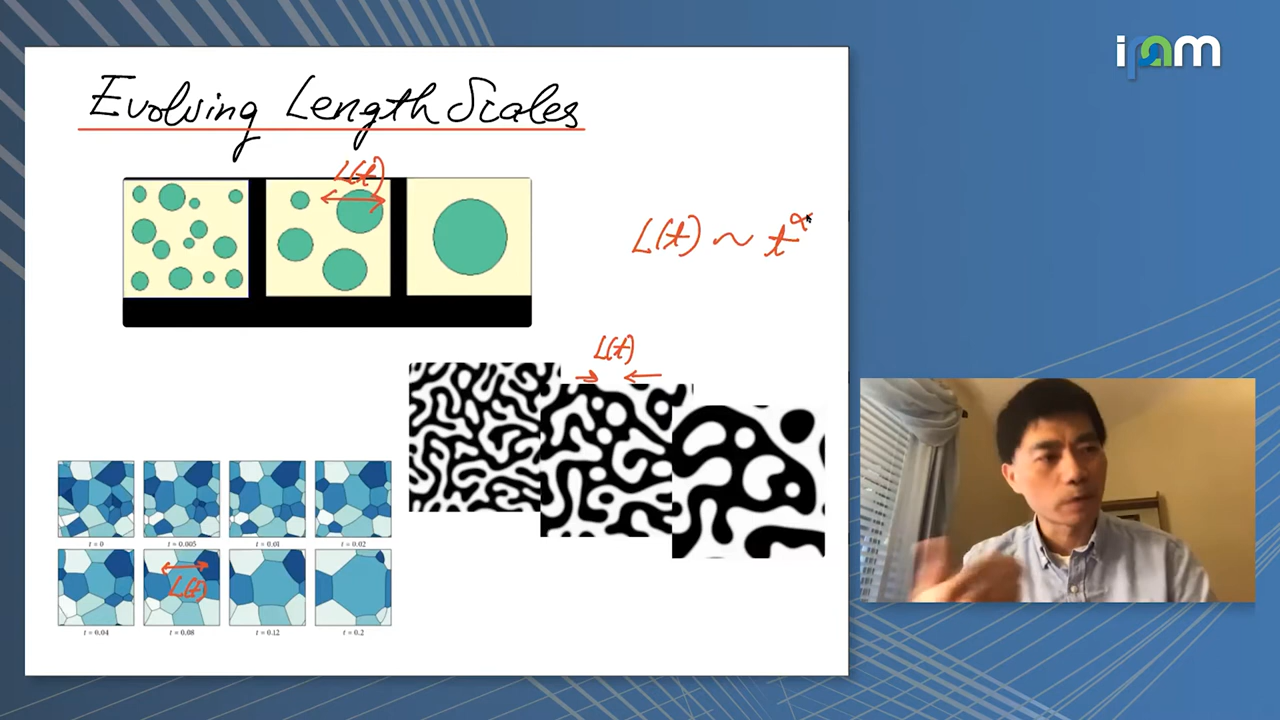 ipam
Evolving Length Scales
L(t)
L(t) ~ t^α
L(t)
t = 0
t = 0.005
t = 0.01
t = 0.02
L(t)
t = 0.04
t = 0.08
t = 0.12
t = 0.2